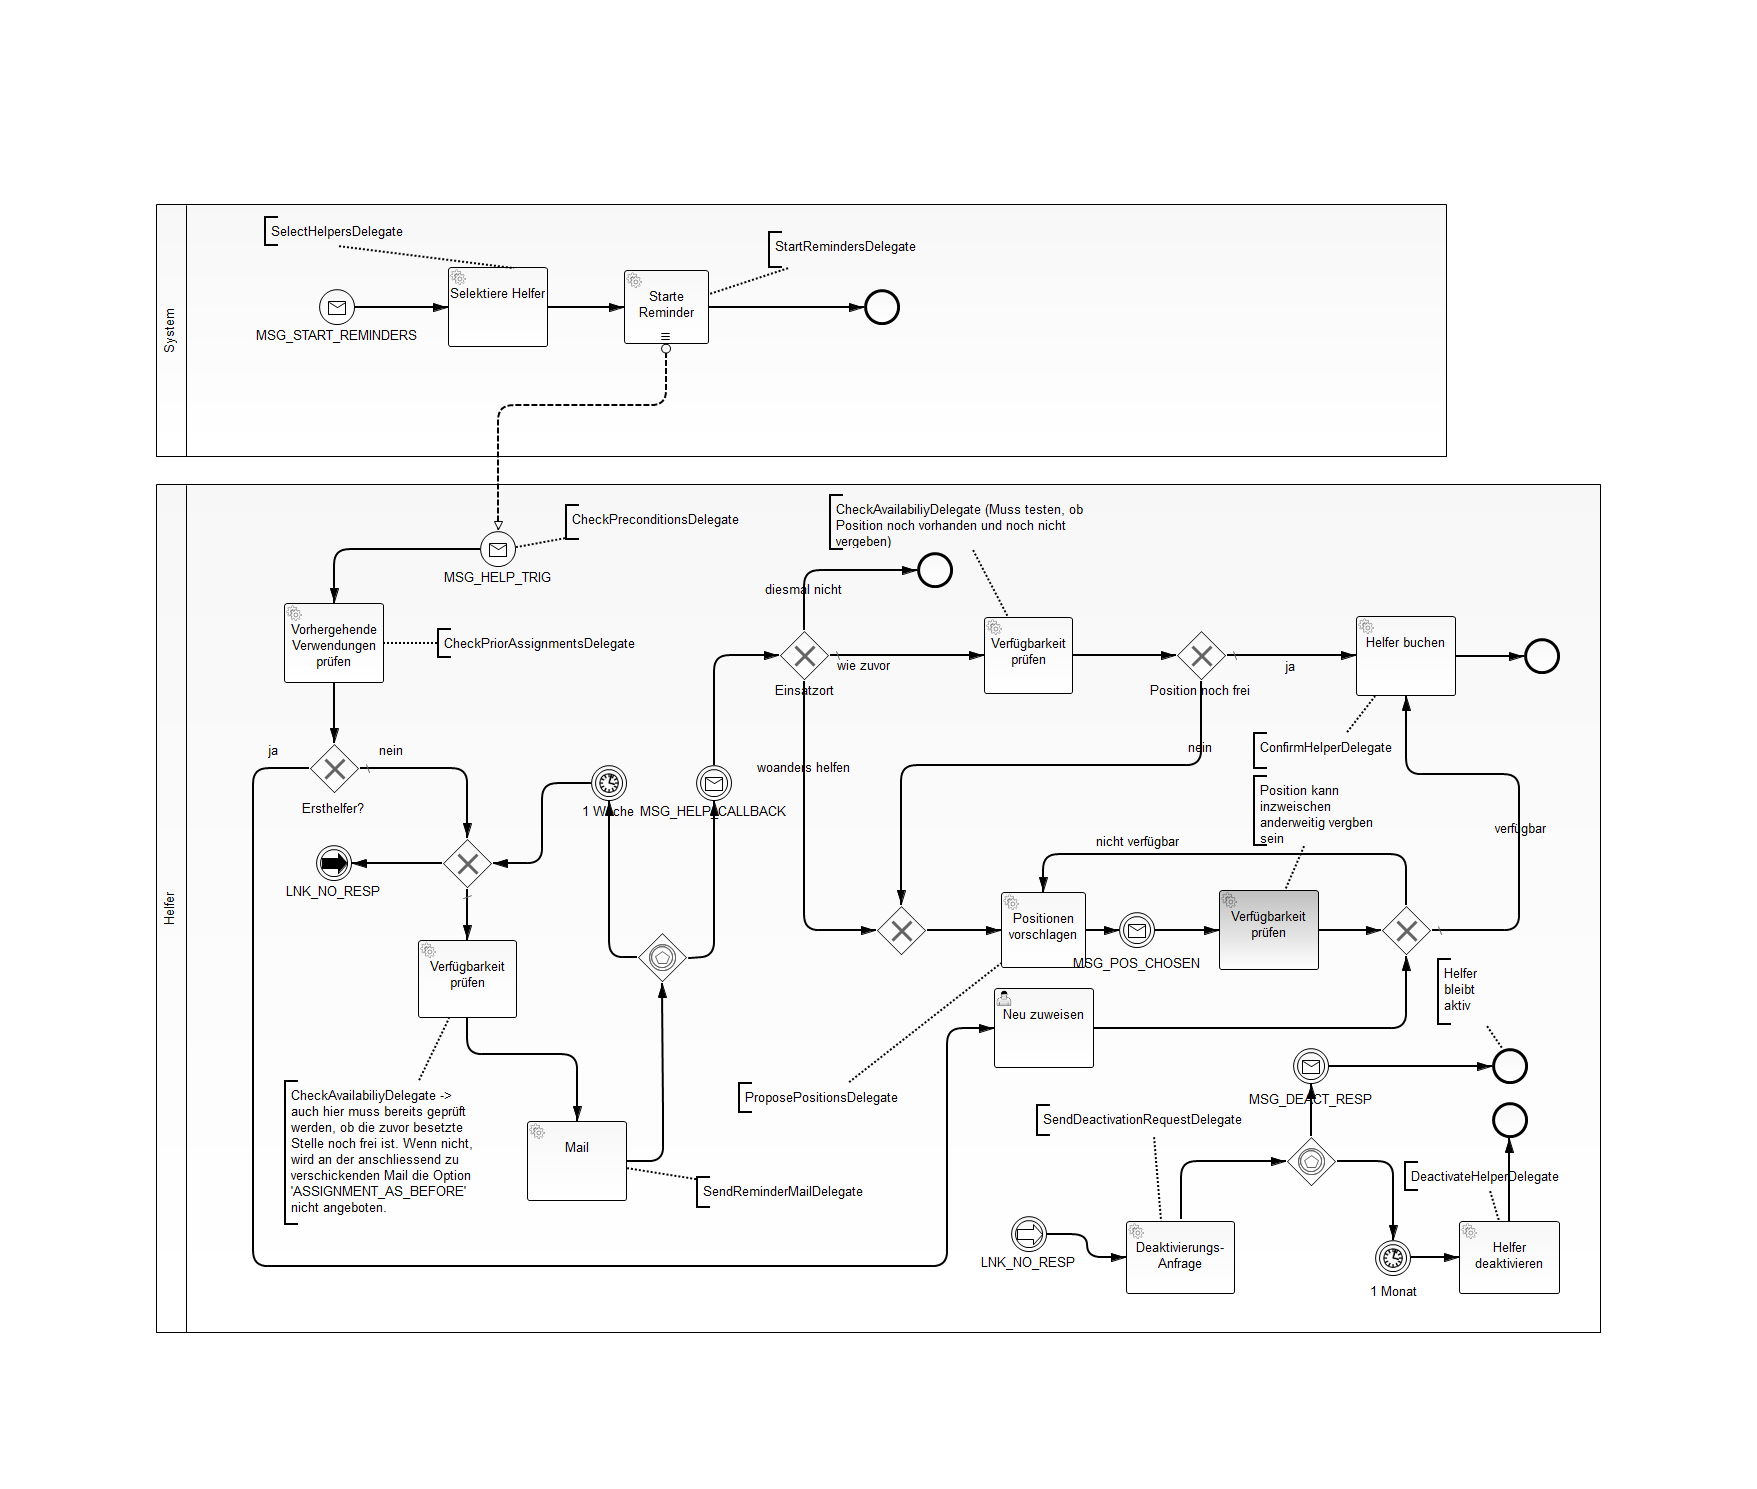 System
SelectHelpersDelegate
StartRemindersDelegate
Selektiere Helfer
Starte
Reminder
MSG_START_REMINDERS
Helfer
CheckPreconditionsDelegate
MSG_HELP_TRIG
CheckAvailabiliyDelegate (Muss testen, ob
Position noch vorhanden und noch nicht
vergeben)
diesmal nicht
Vorhergehende
Verwendungen
prüfen
CheckPriorAssignmentsDelegate
Verfügbarkeit
prüfen
Helfer buchen
wie zuvor
ja
Einsatzort
Position noch frei
ja
nein
nein
ConfirmHelperDelegate
woanders helfen
Ersthelfer?
1 Woche
MSG_HELP_CALLBACK
Position kann
inzweischen
anderweitig vergben
sein
verfügbar
nicht verfügbar
LNK_NO_RESP
Positionen
vorschlagen
Verfügbarkeit
prüfen
MSG_POS_CHOSEN
Verfügbarkeit
prüfen
Helfer
bleibt
aktiv
Neu zuweisen
CheckAvailabiliyDelegate ->
auch hier muss bereits geprüft
werden, ob die zuvor besetzte
Stelle noch frei ist. Wenn nicht,
wird an der anschliessend zu
verschickenden Mail die Option
'ASSIGNMENT_AS_BEFORE'
nicht angeboten.
ProposePositionsDelegate
MSG_DEACT_RESP
SendDeactivationRequestDelegate
Mail
DeactivateHelperDelegate
SendReminderMailDelegate
Deaktivierungs-
Anfrage
Helfer
deaktivieren
LNK_NO_RESP
1 Monat